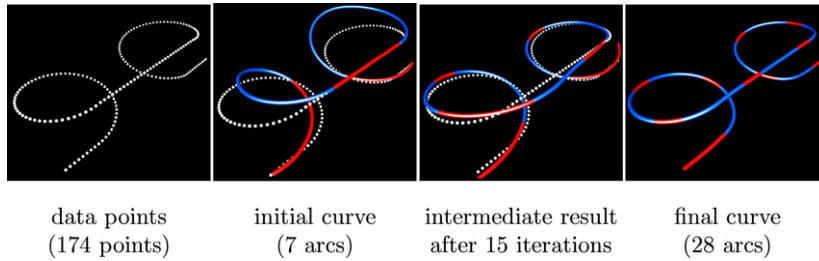 data points
(174 points)
initial curve
(7 arcs)
intermediate result
after 15 iterations
final curve
(28 arcs)